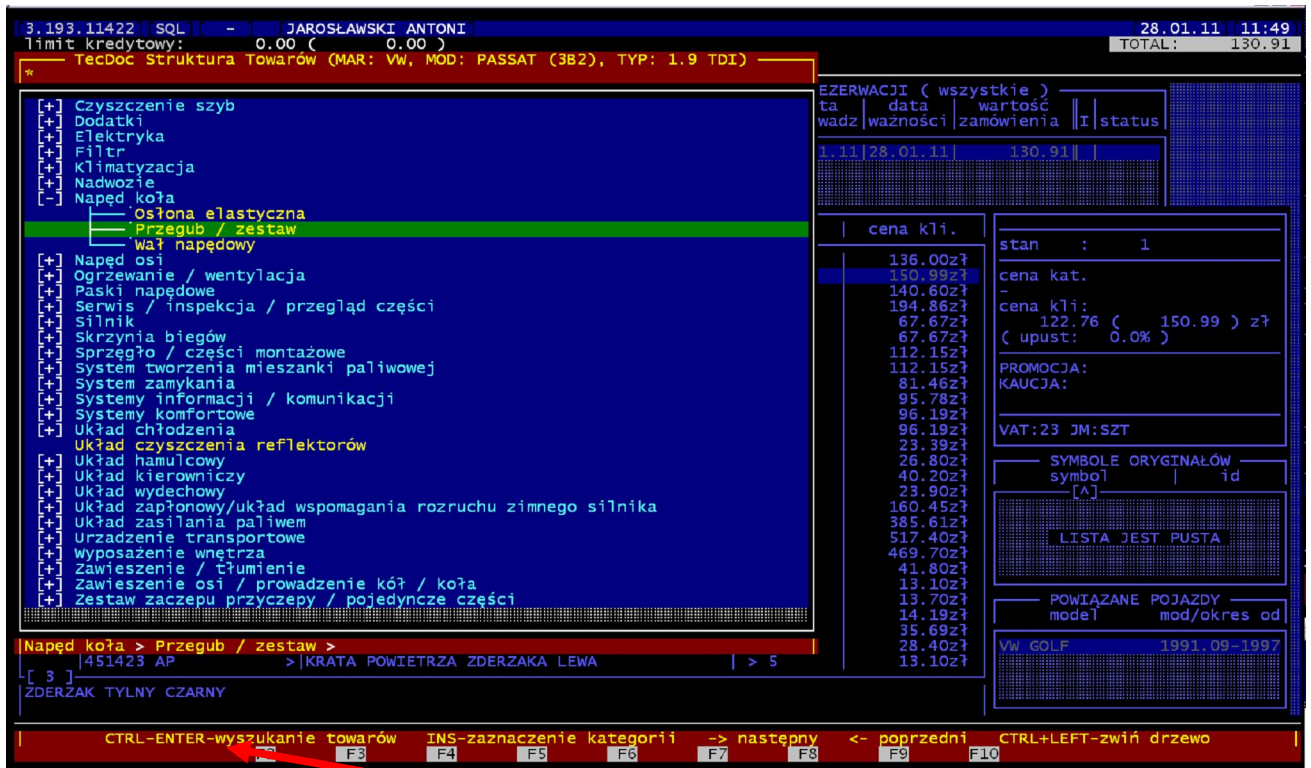 3.193.11422 SQL - JAROSŁAWSKI ANTONI 28.01.11 11:49
limit kredytowy: 0.00 ( 0.00 ) TOTAL: 130.91
TecDoc Struktura Towarów (MAR: VW, MOD: PASSAT (3B2), TYP: 1.9 TDI)
*
EZERWACJI ( wszystkie )
ta | data | wartość
wadz|ważności|zamówienia ||I|status
1.11|28.01.11| 130.91|| |
[+] Czyszczenie szyb
[+] Dodatki
[+] Elektryka
[+] Filtr
[+] Klimatyzacja
[+] Nadwozie
[-] Napęd koła
Osłona elastyczna
Przegub / zestaw
Wał napędowy
[+] Napęd osi
[+] Ogrzewanie / wentylacja
[+] Paski napędowe
[+] Serwis / inspekcja / przegląd części
[+] Silnik
[+] Skrzynia biegów
[+] Sprzęgło / części montażowe
[+] System tworzenia mieszanki paliwowej
[+] System zamykania
[+] Systemy informacji / komunikacji
[+] Systemy komfortowe
[+] Układ chłodzenia
Układ czyszczenia reflektorów
[+] Układ hamulcowy
[+] Układ kierowniczy
[+] Układ wydechowy
[+] Układ zapłonowy/układ wspomagania rozruchu zimnego silnika
[+] Układ zasilania paliwem
[+] Urzadzenie transportowe
[+] Wyposażenie wnętrza
[+] Zawieszenie / tłumienie
[+] Zawieszenie osi / prowadzenie kół / koła
[+] Zestaw zaczepu przyczepy / pojedyncze części
| cena kli.
136.00zł
150.99zł
140.60zł
194.86zł
67.67zł
67.67zł
112.15zł
112.15zł
81.46zł
95.78zł
96.19zł
96.19zł
23.39zł
26.80zł
40.20zł
23.90zł
160.45zł
385.61zł
517.40zł
469.70zł
41.80zł
13.10zł
13.70zł
14.19zł
35.69zł
28.40zł
13.10zł
stan : 1
cena kat.
-
cena kli:
122.76 ( 150.99 ) zł
( upust: 0.0% )
PROMOCJA:
KAUCJA:
VAT:23 JM:SZT
SYMBOLE ORYGINAŁÓW
symbol | id
[^]
LISTA JEST PUSTA
POWIĄZANE POJAZDY
model mod/okres od
VW GOLF 1991.09-1997
Napęd koła > Przegub / zestaw >
|451423 AP >|KRATA POWIETRZA ZDERZAKA LEWA | > 5
[ 3 ]
ZDERZAK TYLNY CZARNY
CTRL-ENTER-wyszukanie towarów INS-zaznaczenie kategorii -> następny <- poprzedni CTRL+LEFT-zwiń drzewo
F2 F3 F4 F5 F6 F7 F8 F9 F10